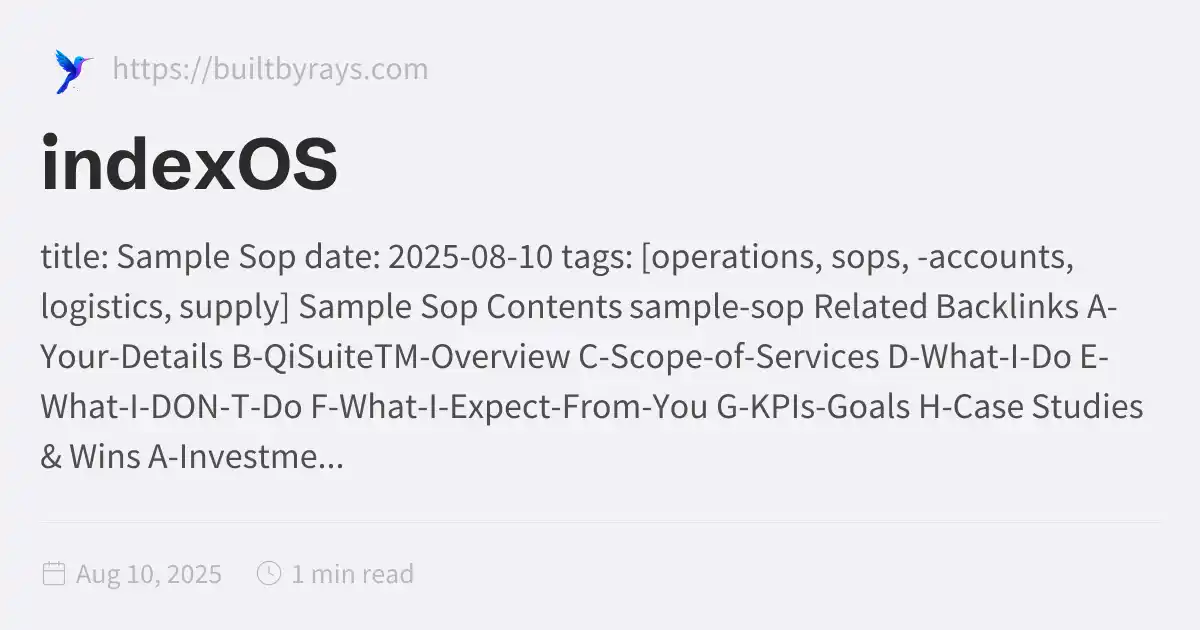 https://builtbyrays.com
indexOS
title: Sample Sop date: 2025-08-10 tags: [operations, sops, -accounts,
logistics, supply] Sample Sop Contents sample-sop Related Backlinks A-
Your-Details B-QiSuiteTM-Overview C-Scope-of-Services D-What-I-Do E-
What-I-DON-T-Do F-What-I-Expect-From-You G-KPIs-Goals H-Case Studies
& Wins A-Investme...
Aug 10, 2025 1 min read